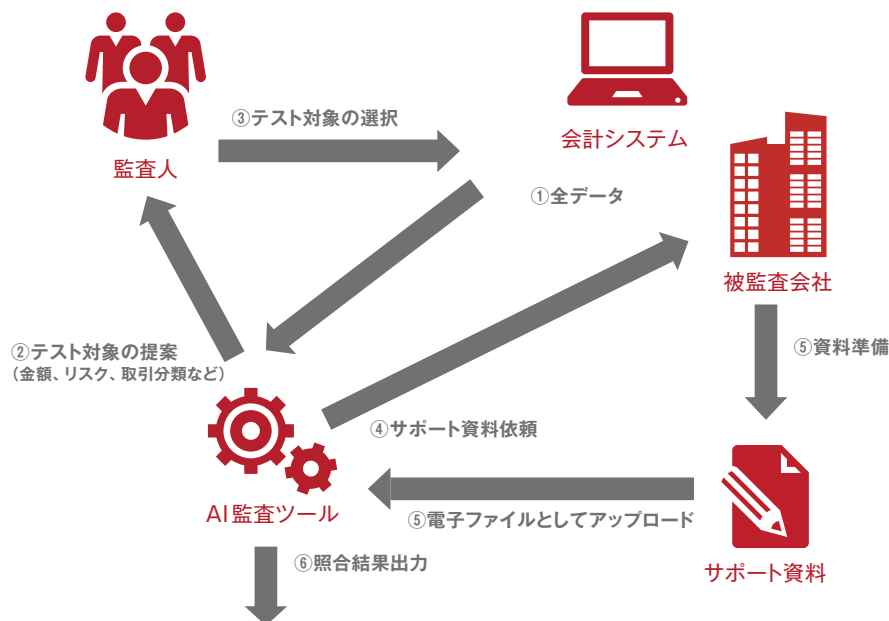 ③テスト対象の選択
会計システム
監査人
①全データ
被監査会社
②テスト対象の提案
（金額、リスク、取引分類など）
⑤資料準備
④サポート資料依頼
AI監査ツール
⑤電子ファイルとしてアップロード
⑥照合結果出力
サポート資料